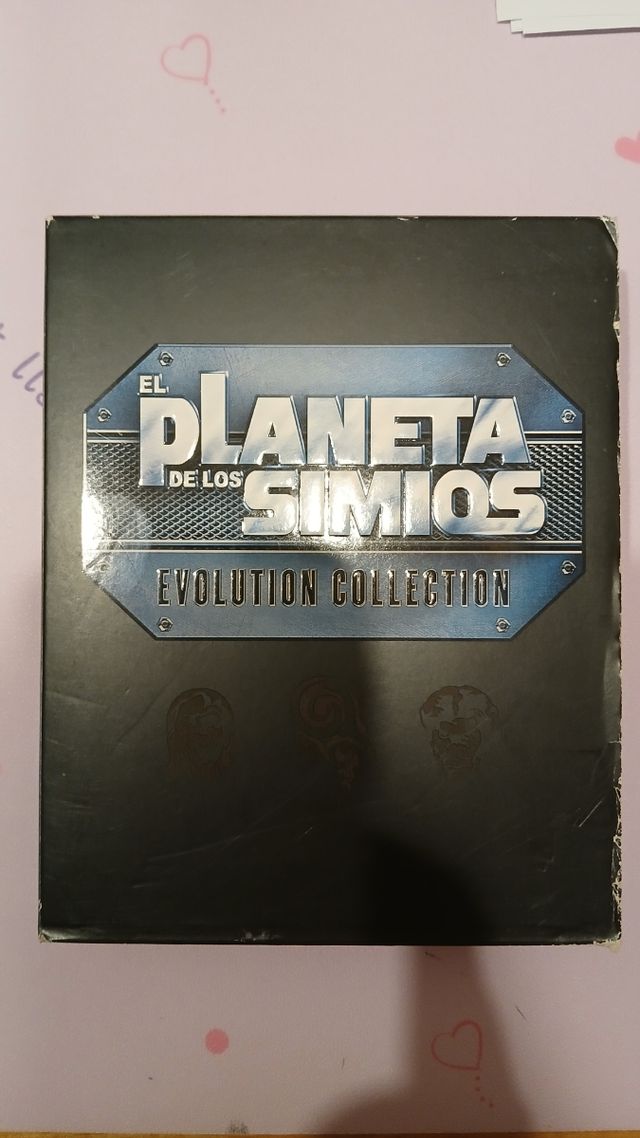 EL
PLANETA
DE LOS
SIMIOS
EVOLUTION COLLECTION